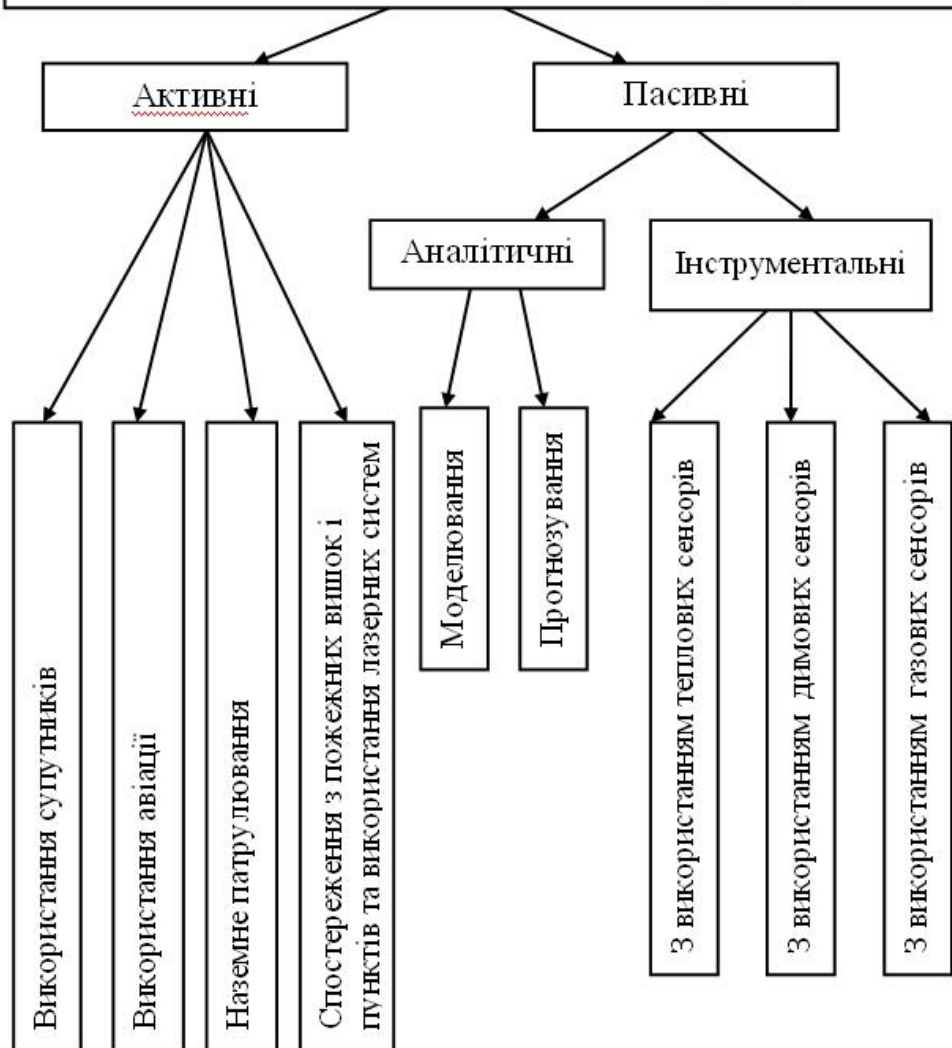 Активні
Пасивні
Аналітичні
Інструментальні
Використання супутників
Використання авіації
Наземне патрулювання
Спостереження з пожежних вишок і
пунктів та використання лазерних систем
Моделювання
Прогнозування
З використанням теплових сенсорів
З використанням димових сенсорів
З використанням газових сенсорів